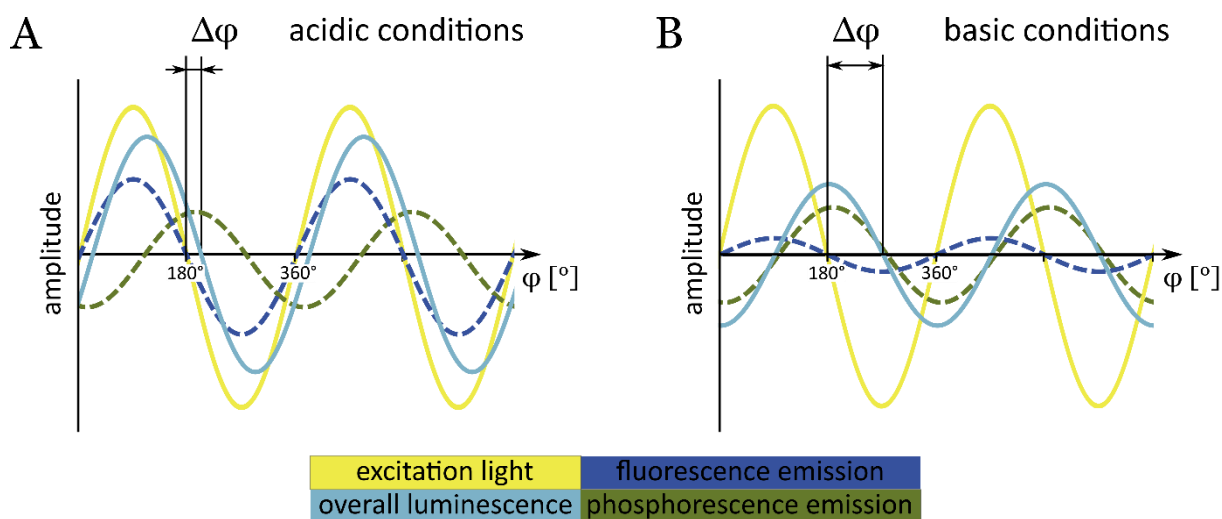 A
Δφ
acidic conditions
amplitude
180°
360°
φ [°]
B
Δφ
basic conditions
amplitude
180°
360°
φ [°]
excitation light
fluorescence emission
overall luminescence
phosphorescence emission